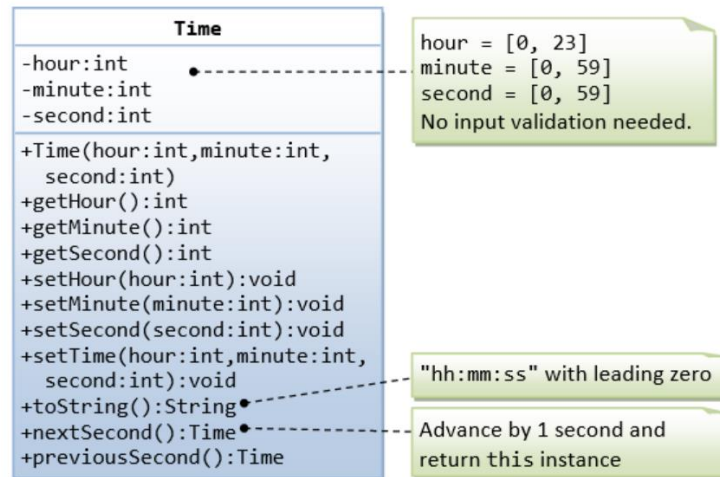 Time
-hour:int
-minute:int
-second:int
+Time(hour:int,minute:int,
second:int)
+getHour():int
+getMinute():int
+getSecond():int
+setHour(hour:int):void
+setMinute(minute:int):void
+setSecond(second:int):void
+setTime(hour:int,minute:int,
second:int):void
+toString():String
+nextSecond():Time
+previousSecond():Time
hour = [0, 23]
minute = [0, 59]
second = [0, 59]
No input validation needed.
"hh:mm:ss" with leading zero
Advance by 1 second and
return this instance